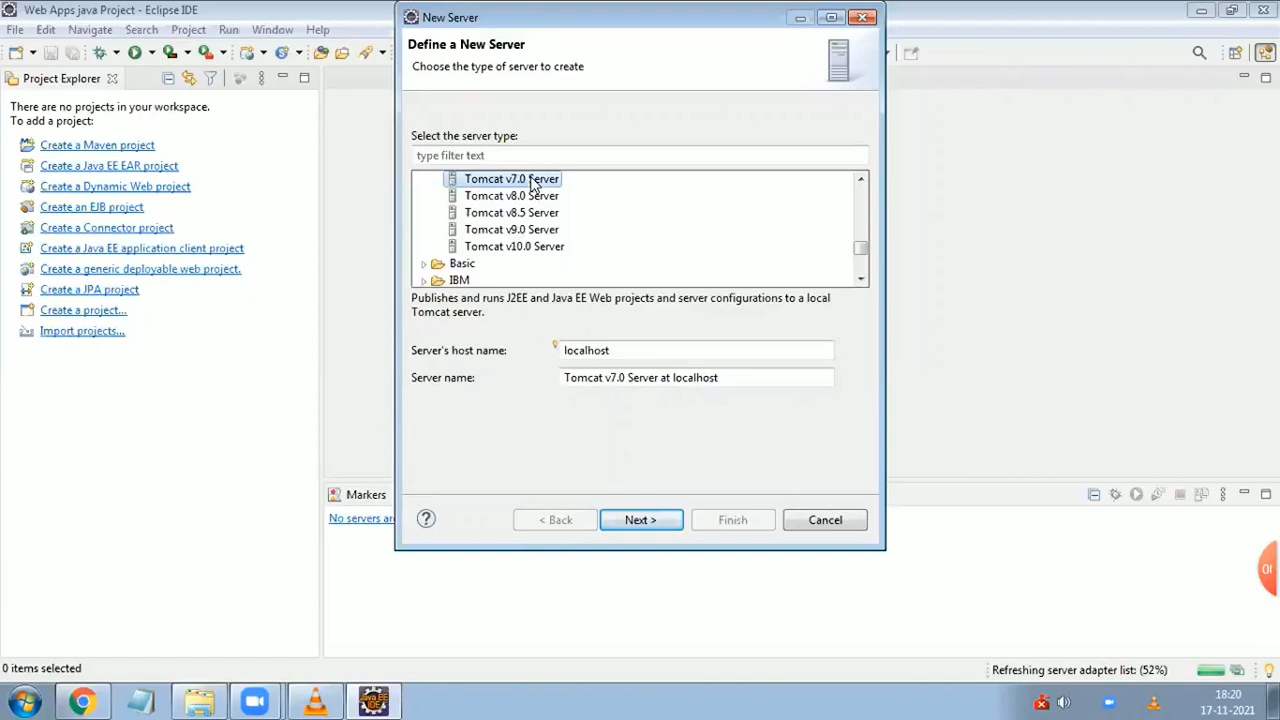 Web Apps java Project - Eclipse IDE
File Edit Navigate Search Project Run Window Help
Project Explorer
There are no projects in your workspace.
To add a project:
Create a Maven project
Create a Java EE EAR project
Create a Dynamic Web project
Create an EJB project
Create a Connector project
Create a Java EE application client project
Create a generic deployable web project.
Create a JPA project
Create a project...
Import projects...
New Server
Define a New Server
Choose the type of server to create
Select the server type:
type filter text
Tomcat v7.0 Server
Tomcat v8.0 Server
Tomcat v8.5 Server
Tomcat v9.0 Server
Tomcat v10.0 Server
Basic
IBM
Publishes and runs J2EE and Java EE Web projects and server configurations to a local
Tomcat server.
Server's host name: localhost
Server name: Tomcat v7.0 Server at localhost
< Back Next > Finish Cancel
Markers
No servers
0 items selected
Refreshing server adapter list: (52%)
Java EE
IDE
18:20
17-11-2021